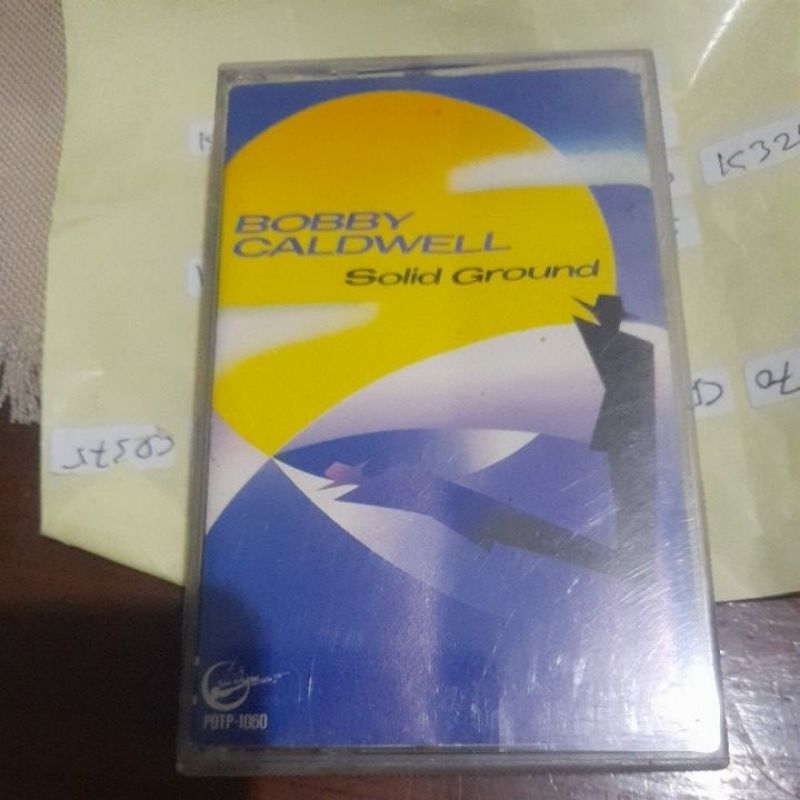 BOBBY
CALDWELL
Solid Ground
PDTP-1060
K32